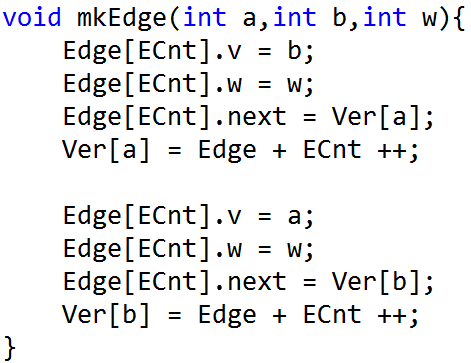 void mkEdge(int a,int b,int w){
    Edge[ECnt].v = b;
    Edge[ECnt].w = w;
    Edge[ECnt].next = Ver[a];
    Ver[a] = Edge + ECnt ++;

    Edge[ECnt].v = a;
    Edge[ECnt].w = w;
    Edge[ECnt].next = Ver[b];
    Ver[b] = Edge + ECnt ++;
}